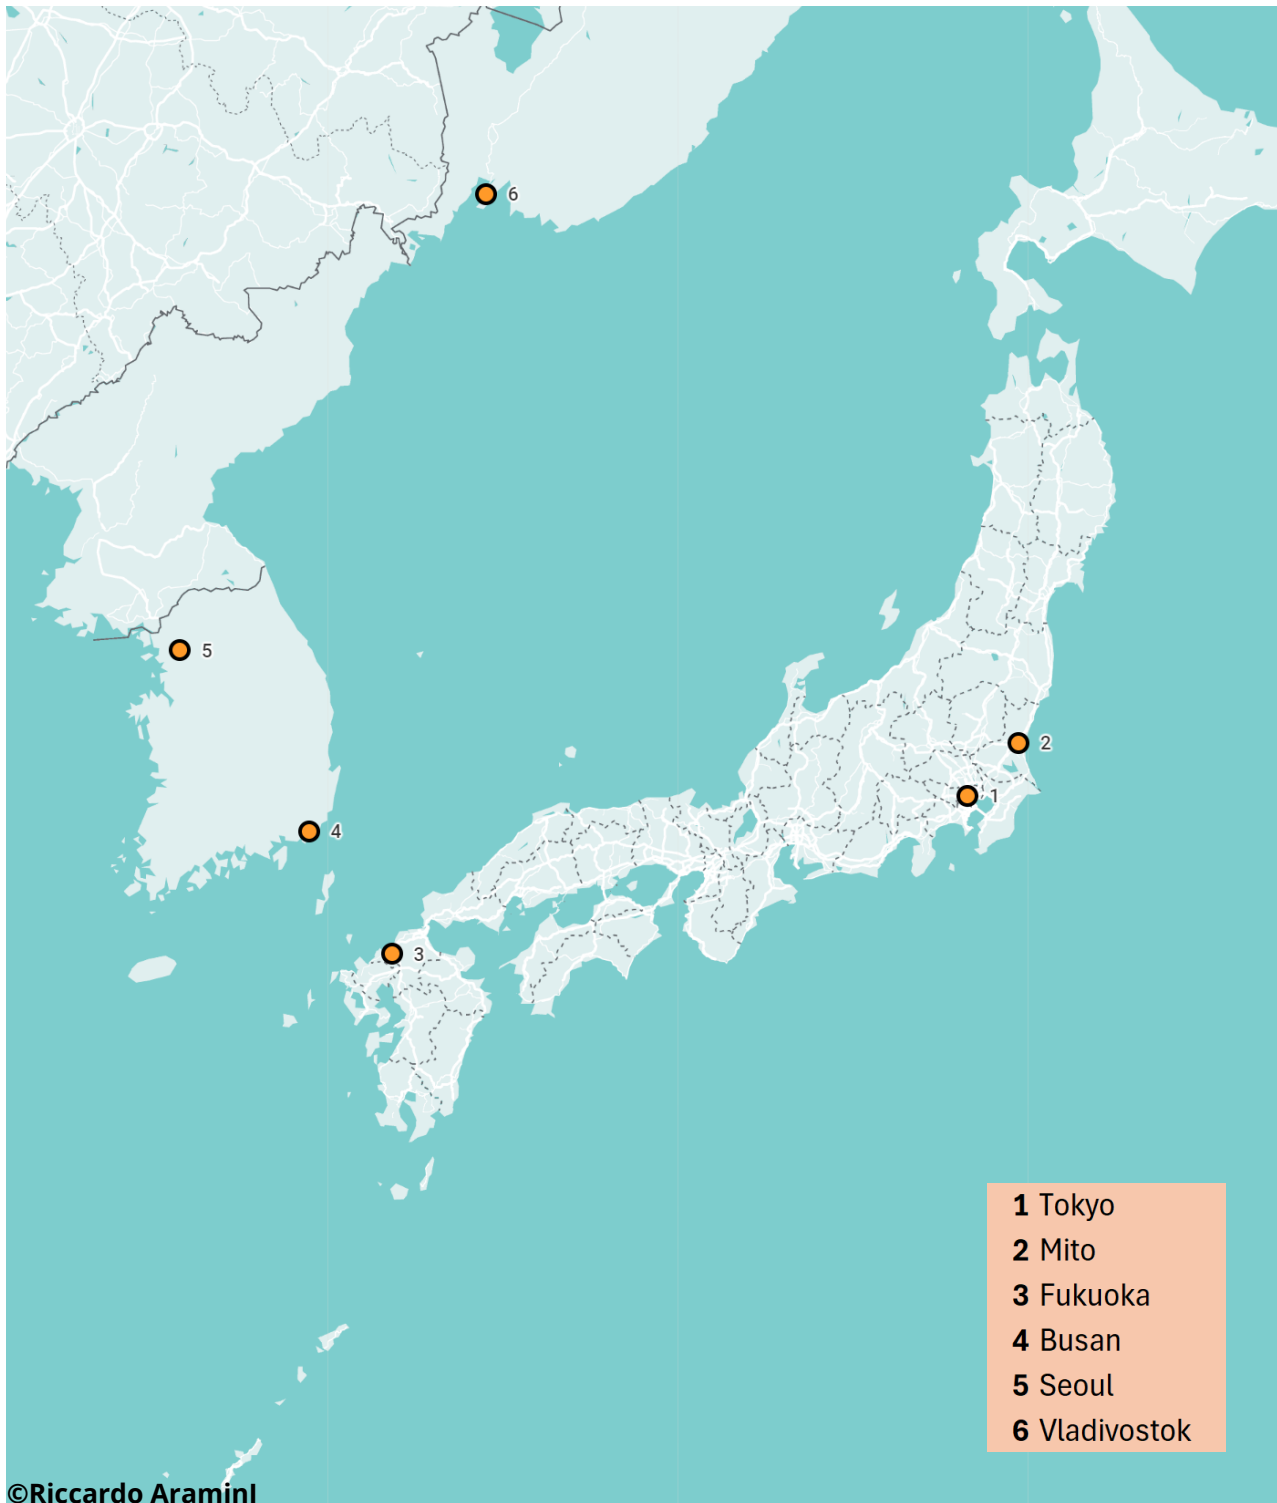 6
2
1
5
4
3
1 Tokyo
2 Mito
3 Fukuoka
4 Busan
5 Seoul
6 Vladivostok
©Riccardo AraminI